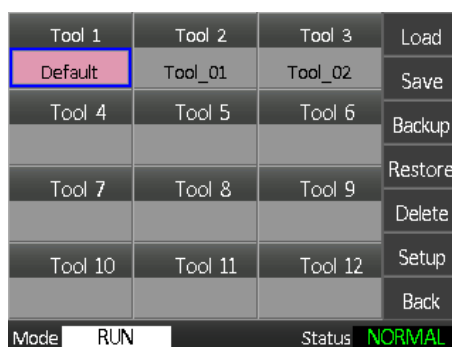 Tool 1 Tool 2 Tool 3 Load
Default Tool_01 Tool_02 Save
Tool 4 Tool 5 Tool 6 Backup
Restore
Tool 7 Tool 8 Tool 9
Delete
Tool 10 Tool 11 Tool 12 Setup
Back
Mode RUN Status NORMAL